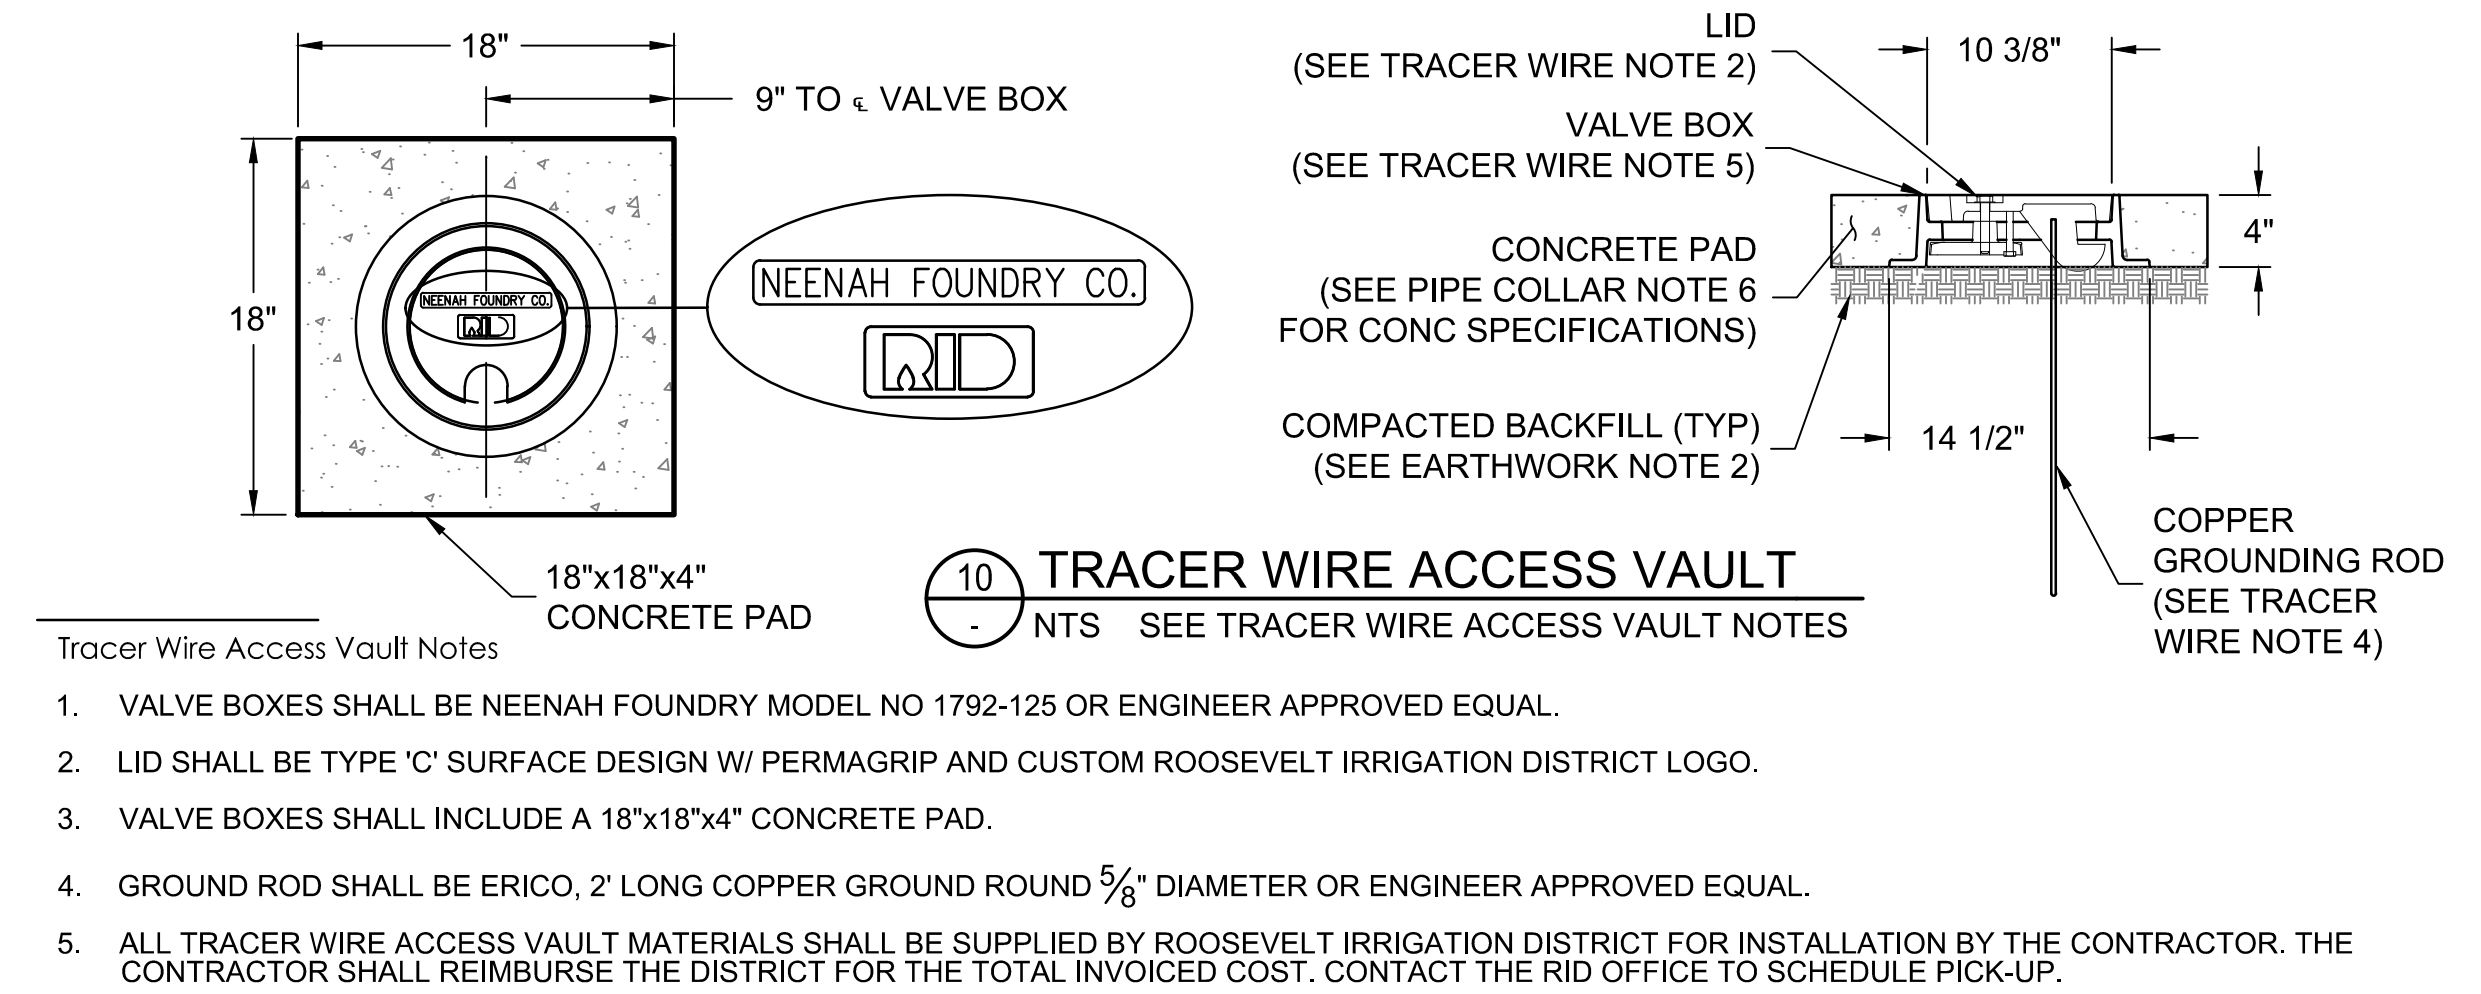 18"
9" TO ℄ VALVE BOX
18"
NEENAH FOUNDRY CO.
RID
NEENAH FOUNDRY CO.
RID
18"x18"x4"
CONCRETE PAD
LID
(SEE TRACER WIRE NOTE 2)
VALVE BOX
(SEE TRACER WIRE NOTE 5)
CONCRETE PAD
(SEE PIPE COLLAR NOTE 6
FOR CONC SPECIFICATIONS)
COMPACTED BACKFILL (TYP)
(SEE EARTHWORK NOTE 2)
10 3/8"
4"
14 1/2"
COPPER
GROUNDING ROD
(SEE TRACER
WIRE NOTE 4)
10
-
TRACER WIRE ACCESS VAULT
NTS SEE TRACER WIRE ACCESS VAULT NOTES
Tracer Wire Access Vault Notes
1. VALVE BOXES SHALL BE NEENAH FOUNDRY MODEL NO 1792-125 OR ENGINEER APPROVED EQUAL.
2. LID SHALL BE TYPE 'C' SURFACE DESIGN W/ PERMAGRIP AND CUSTOM ROOSEVELT IRRIGATION DISTRICT LOGO.
3. VALVE BOXES SHALL INCLUDE A 18"x18"x4" CONCRETE PAD.
4. GROUND ROD SHALL BE ERICO, 2' LONG COPPER GROUND ROUND 5/8" DIAMETER OR ENGINEER APPROVED EQUAL.
5. ALL TRACER WIRE ACCESS VAULT MATERIALS SHALL BE SUPPLIED BY ROOSEVELT IRRIGATION DISTRICT FOR INSTALLATION BY THE CONTRACTOR. THE
CONTRACTOR SHALL REIMBURSE THE DISTRICT FOR THE TOTAL INVOICED COST. CONTACT THE RID OFFICE TO SCHEDULE PICK-UP.